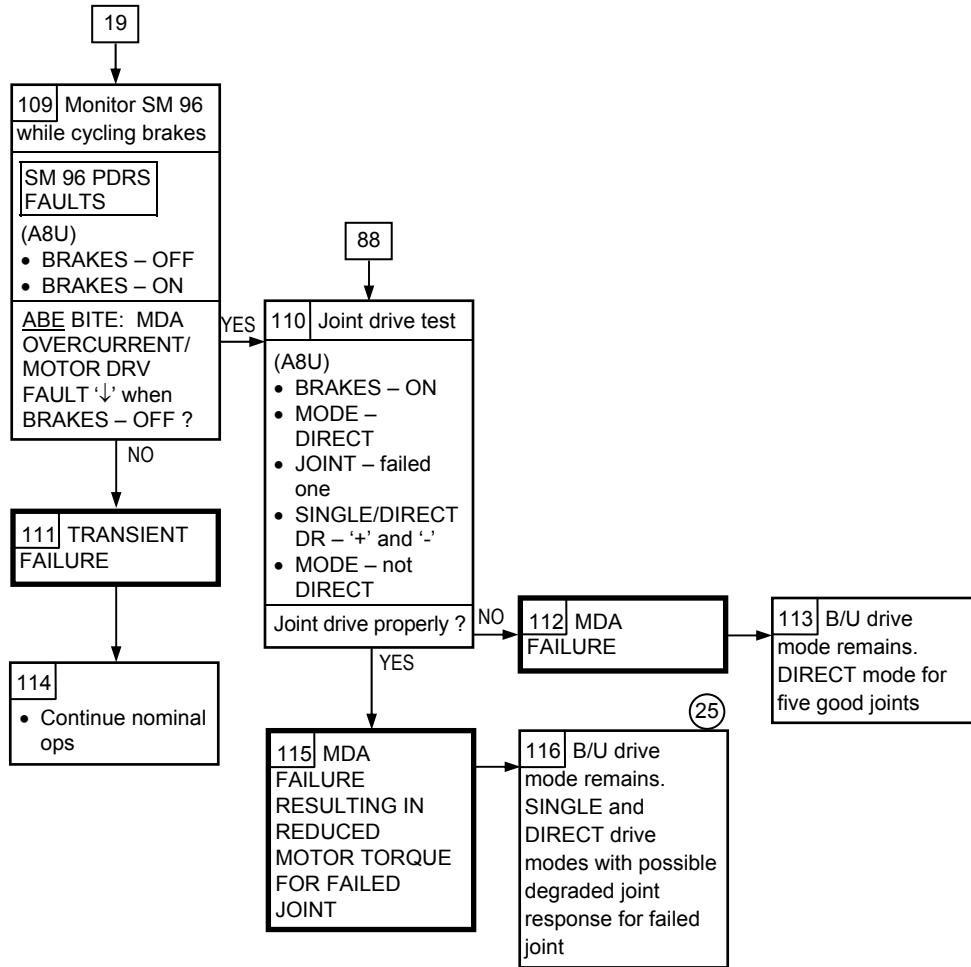 19
109 Monitor SM 96
while cycling brakes
SM 96 PDRS
FAULTS
(A8U)
• BRAKES – OFF
• BRAKES – ON
ABE BITE: MDA
OVERCURRENT/
MOTOR DRV
FAULT ‘↓’ when
BRAKES – OFF ?
YES
NO
88
110 Joint drive test
(A8U)
• BRAKES – ON
• MODE –
DIRECT
• JOINT – failed
one
• SINGLE/DIRECT
DR – ‘+’ and ‘-’
• MODE – not
DIRECT
Joint drive properly ?
NO
YES
111 TRANSIENT
FAILURE
112 MDA
FAILURE
113 B/U drive
mode remains.
DIRECT mode for
five good joints
114
• Continue nominal
ops
115 MDA
FAILURE
RESULTING IN
REDUCED
MOTOR TORQUE
FOR FAILED
JOINT
25
116 B/U drive
mode remains.
SINGLE and
DIRECT drive
modes with possible
degraded joint
response for failed
joint